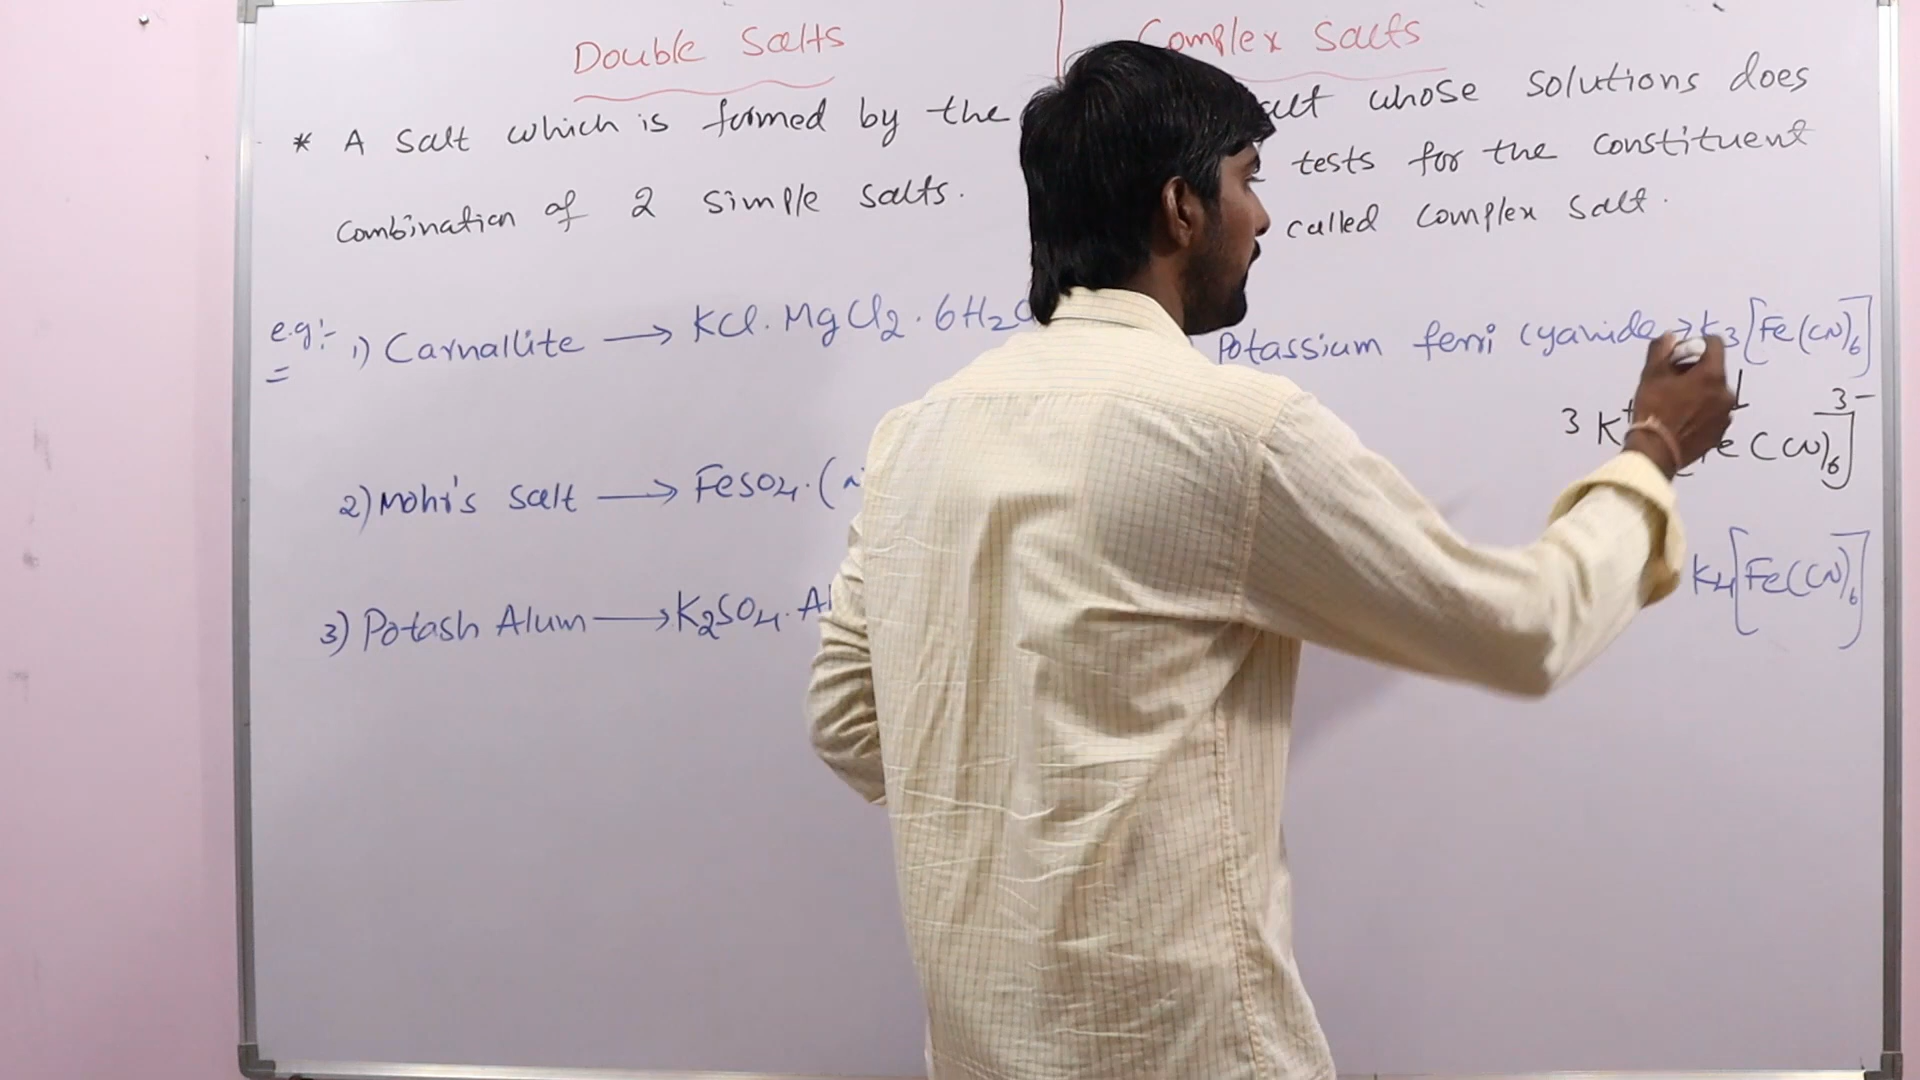 Double Salts
* A salt which is formed by the
combination of 2 simple salts.
e.g:- 1) Carnallite → KCl.MgCl2.6H2O
2) Mohr's salt → FeSO4.(
3) Potash Alum → K2SO4.Al
Complex Salts
whose solutions does
tests for the constituent
called complex salt.
Potassium ferri cyanide → K3[Fe(CN)6]
3K+ [Fe(CN)6]3-
K4[Fe(CN)6]